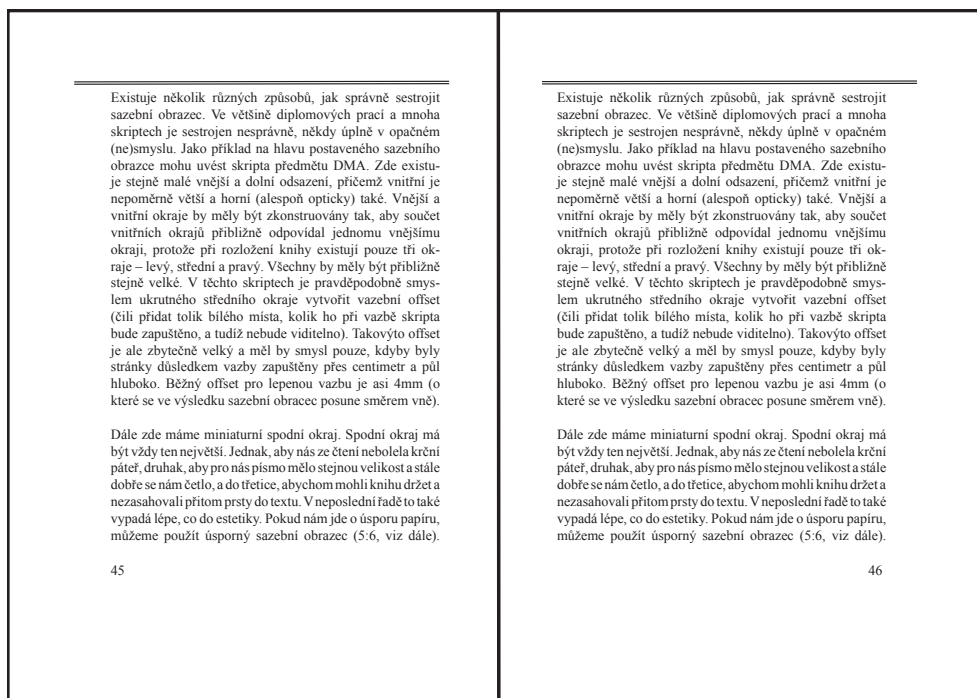 Existuje několik různých způsobů, jak správně sestrojit
sazební obrazec. Ve většině diplomových prací a mnoha
skriptech je sestrojen nesprávně, někdy úplně v opačném
(ne)smyslu. Jako příklad na hlavu postaveného sazebního
obrazce mohu uvést skripta předmětu DMA. Zde existu-
je stejně malé vnější a dolní odsazení, přičemž vnitřní je
nepoměrně větší a horní (alespoň opticky) také. Vnější a
vnitřní okraje by měly být zkonstruovány tak, aby součet
vnitřních okrajů přibližně odpovídal jednomu vnějšímu
okraji, protože při rozložení knihy existují pouze tři ok-
raje – levý, střední a pravý. Všechny by měly být přibližně
stejně velké. V těchto skriptech je pravděpodobně smys-
lem ukrutného středního okraje vytvořit vazební offset
(čili přidat tolik bílého místa, kolik ho při vazbě skripta
bude zapuštěno, a tudíž nebude viditelno). Takovýto offset
je ale zbytečně velký a měl by smysl pouze, kdyby byly
stránky důsledkem vazby zapuštěny přes centimetr a půl
hluboko. Běžný offset pro lepenou vazbu je asi 4mm (o
které se ve výsledku sazební obracec posune směrem vně).
Dále zde máme miniaturní spodní okraj. Spodní okraj má
být vždy ten největší. Jednak, aby nás ze čtení nebolela krční
páteř, druhak, aby pro nás písmo mělo stejnou velikost a stále
dobře se nám četlo, a do třetice, abychom mohli knihu držet a
nezasahovali přitom prsty do textu. V neposlední řadě to také
vypadá lépe, co do estetiky. Pokud nám jde o úsporu papíru,
můžeme použít úsporný sazební obrazec (5:6, viz dále).
45
Existuje několik různých způsobů, jak správně sestrojit
sazební obrazec. Ve většině diplomových prací a mnoha
skriptech je sestrojen nesprávně, někdy úplně v opačném
(ne)smyslu. Jako příklad na hlavu postaveného sazebního
obrazce mohu uvést skripta předmětu DMA. Zde existu-
je stejně malé vnější a dolní odsazení, přičemž vnitřní je
nepoměrně větší a horní (alespoň opticky) také. Vnější a
vnitřní okraje by měly být zkonstruovány tak, aby součet
vnitřních okrajů přibližně odpovídal jednomu vnějšímu
okraji, protože při rozložení knihy existují pouze tři ok-
raje – levý, střední a pravý. Všechny by měly být přibližně
stejně velké. V těchto skriptech je pravděpodobně smys-
lem ukrutného středního okraje vytvořit vazební offset
(čili přidat tolik bílého místa, kolik ho při vazbě skripta
bude zapuštěno, a tudíž nebude viditelno). Takovýto offset
je ale zbytečně velký a měl by smysl pouze, kdyby byly
stránky důsledkem vazby zapuštěny přes centimetr a půl
hluboko. Běžný offset pro lepenou vazbu je asi 4mm (o
které se ve výsledku sazební obracec posune směrem vně).
Dále zde máme miniaturní spodní okraj. Spodní okraj má
být vždy ten největší. Jednak, aby nás ze čtení nebolela krční
páteř, druhak, aby pro nás písmo mělo stejnou velikost a stále
dobře se nám četlo, a do třetice, abychom mohli knihu držet a
nezasahovali přitom prsty do textu. V neposlední řadě to také
vypadá lépe, co do estetiky. Pokud nám jde o úsporu papíru,
můžeme použít úsporný sazební obrazec (5:6, viz dále).
46